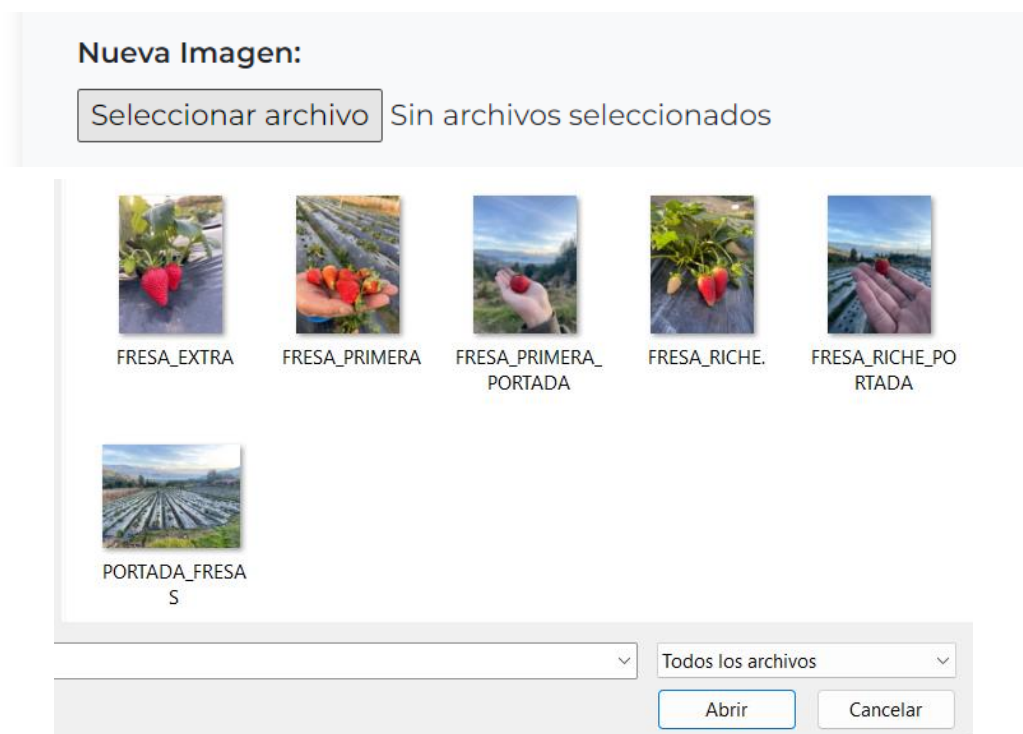 Nueva Imagen:
Seleccionar archivo Sin archivos seleccionados
FRESA_EXTRA
FRESA_PRIMERA
FRESA_PRIMERA_
PORTADA
FRESA_RICHE.
FRESA_RICHE_PO
RTADA
PORTADA_FRESA
S
Todos los archivos
Abrir
Cancelar